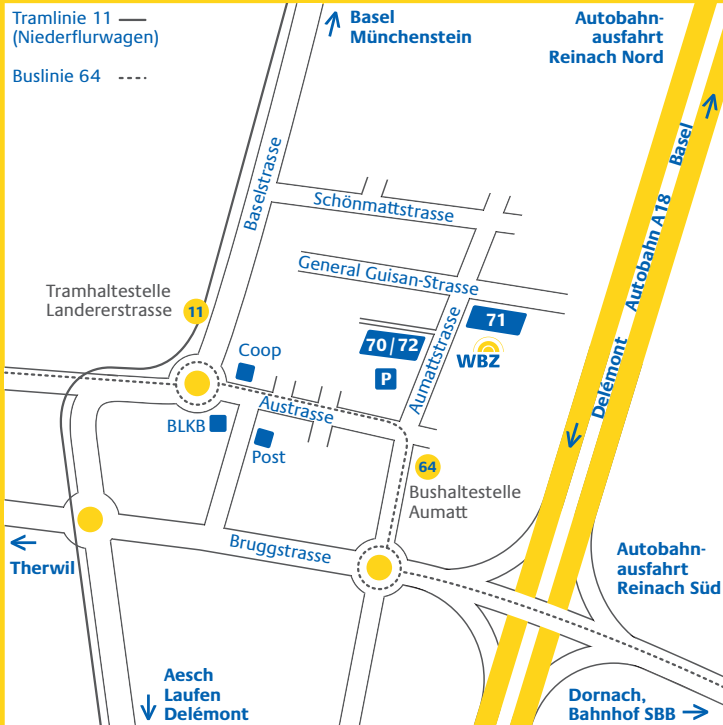 Tramlinie 11
(Niederflurwagen)
Buslinie 64
Basel
Münchenstein
Autobahn-
ausfahrt
Reinach Nord
Baselstrasse
Schönmattstrasse
General Guisan-Strasse
Delémont Autobahn A18 Basel
Tramhaltestelle
Landererstrasse
11
70|72
71
WBZ
P
Aumattstrasse
Coop
Austrasse
BLKB
Post
64
Bushaltestelle
Aumatt
Bruggstrasse
Therwil
Autobahn-
ausfahrt
Reinach Süd
Aesch
Laufen
Delémont
Dornach,
Bahnhof SBB